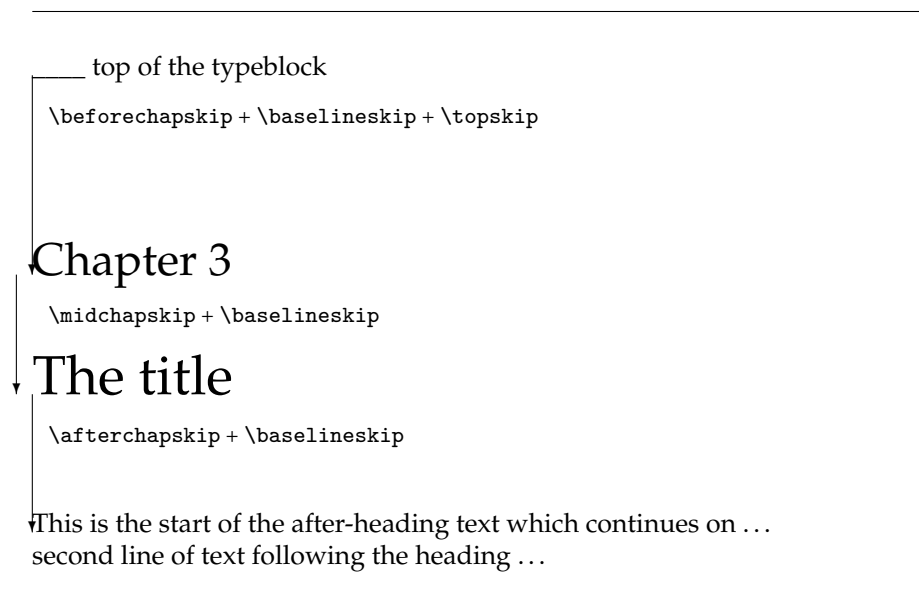 ____ top of the typeblock
\beforechapskip + \baselineskip + \topskip
Chapter 3
\midchapskip + \baselineskip
The title
\afterchapskip + \baselineskip
This is the start of the after-heading text which continues on . . .
second line of text following the heading . . .